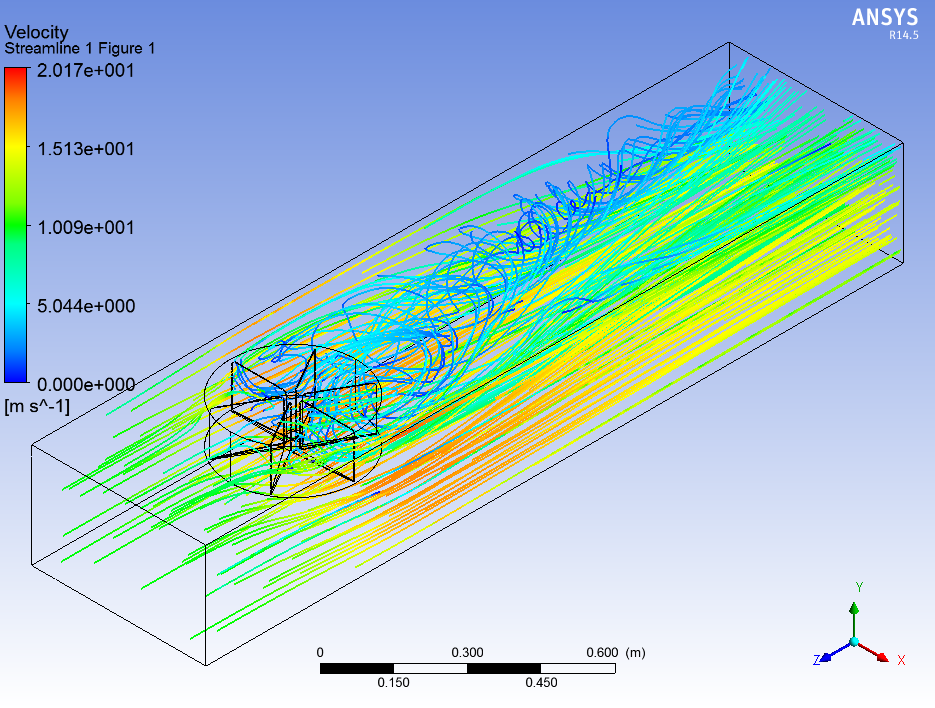 ANSYS
R14.5
Velocity
Streamline 1 Figure 1
2.017e+001
1.513e+001
1.009e+001
5.044e+000
0.000e+000
[m s^-1]
0 0.300 0.600 (m)
0.150 0.450
Y
Z X